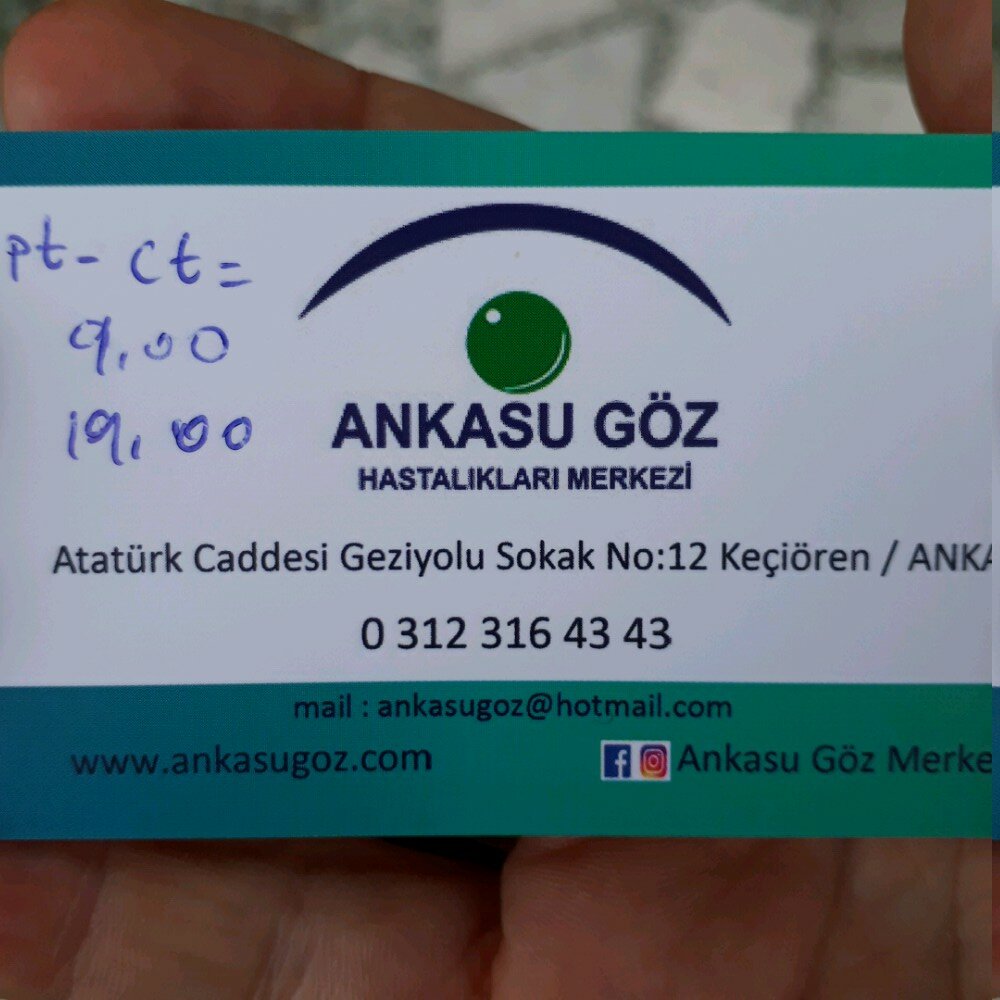 pt - ct =
9.00
19.00
ANKASU GÖZ
HASTALIKLARI MERKEZİ
Atatürk Caddesi Geziyolu Sokak No:12 Keçiören / ANKA
0 312 316 43 43
mail : ankasugoz@hotmail.com
www.ankasugoz.com
Ankasu Göz Merke